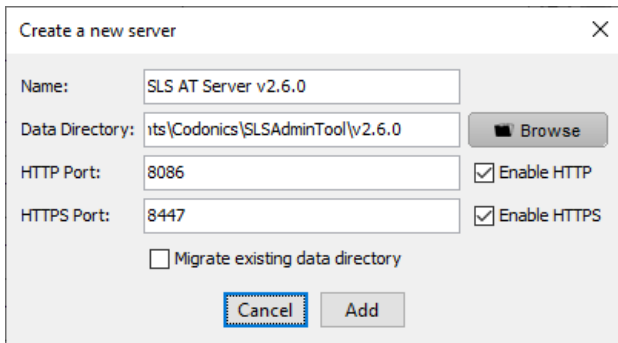 Create a new server
Name: SLS AT Server v2.6.0
Data Directory: nts\Codonics\SLSAdminTool\v2.6.0 Browse
HTTP Port: 8086 Enable HTTP
HTTPS Port: 8447 Enable HTTPS
Migrate existing data directory
Cancel Add